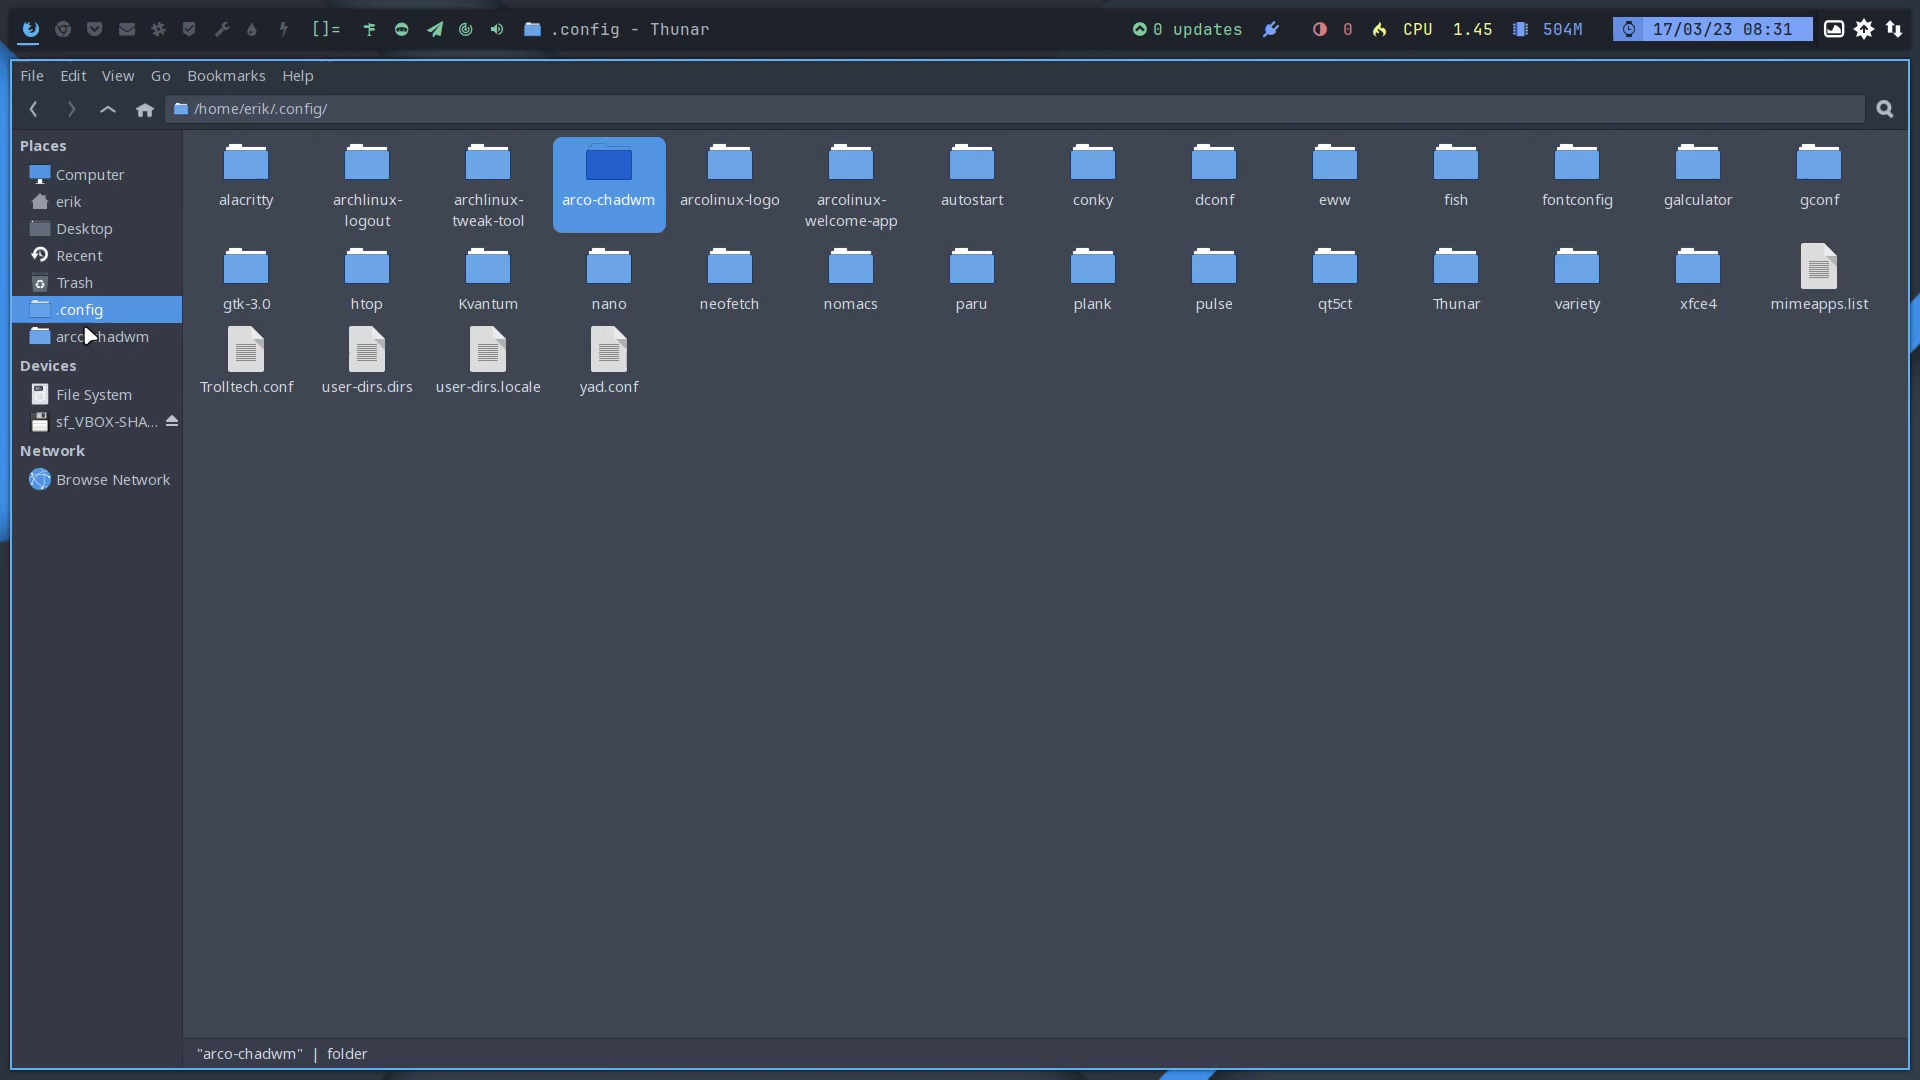 []=
.config - Thunar
0 updates
0
CPU 1.45
504M
17/03/23 08:31
File Edit View Go Bookmarks Help
/home/erik/.config/
Places
Computer
erik
Desktop
Recent
Trash
.config
Devices
File System
sf_VBOX-SHA...
Network
Browse Network
alacritty
archlinux-
logout
archlinux-
tweak-tool
arco-chadwm
arcolinux-logo
arcolinux-
welcome-app
autostart
conky
dconf
eww
fish
fontconfig
galculator
gconf
gtk-3.0
htop
Kvantum
nano
neofetch
nomacs
paru
plank
pulse
qt5ct
Thunar
variety
xfce4
mimeapps.list
Trolltech.conf
user-dirs.dirs
user-dirs.locale
yad.conf
"arco-chadwm" | folder